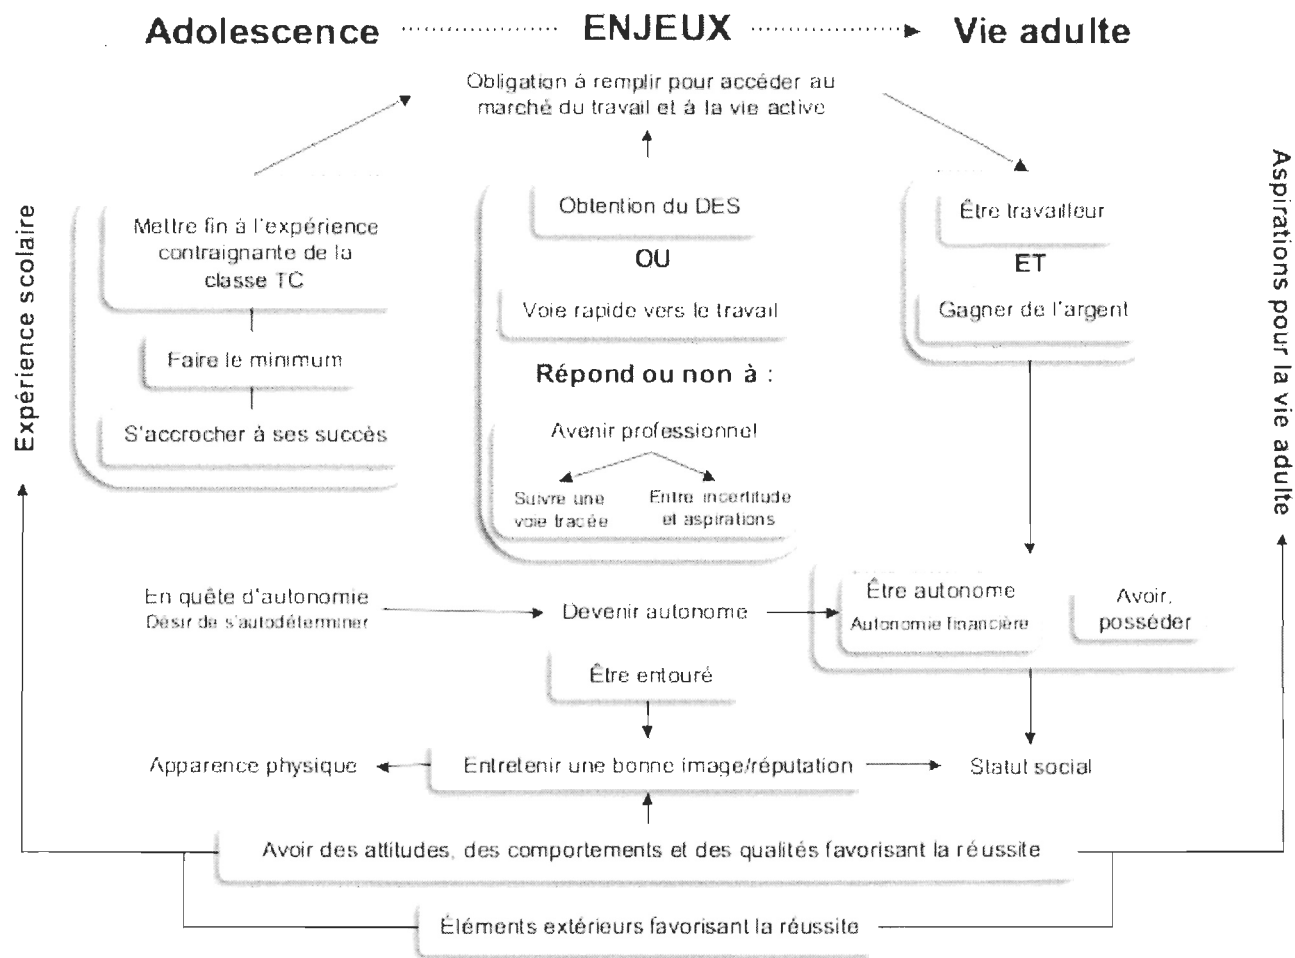 Adolescence ENJEUX Vie adulte
Obligation à remplir pour accéder au
marché du travail et à la vie active
Expérience scolaire
Mettre fin à l'expérience
contraignante de la
classe TC
Faire le minimum
S'accrocher à ses succès
Obtention du DES
OU
Voie rapide vers le travail
Répond ou non à :
Avenir professionnel
Suivre une
voie tracée
Entre incertitude
et aspirations
Être travailleur
ET
Gagner de l'argent
Aspirations pour la vie adulte
En quête d'autonomie
Désir de s'autodéterminer
Devenir autonome
Être autonome
Autonomie financière
Avoir,
posséder
Être entouré
Apparence physique
Entretenir une bonne image/réputation
Statut social
Avoir des attitudes, des comportements et des qualités favorisant la réussite
Éléments extérieurs favorisant la réussite